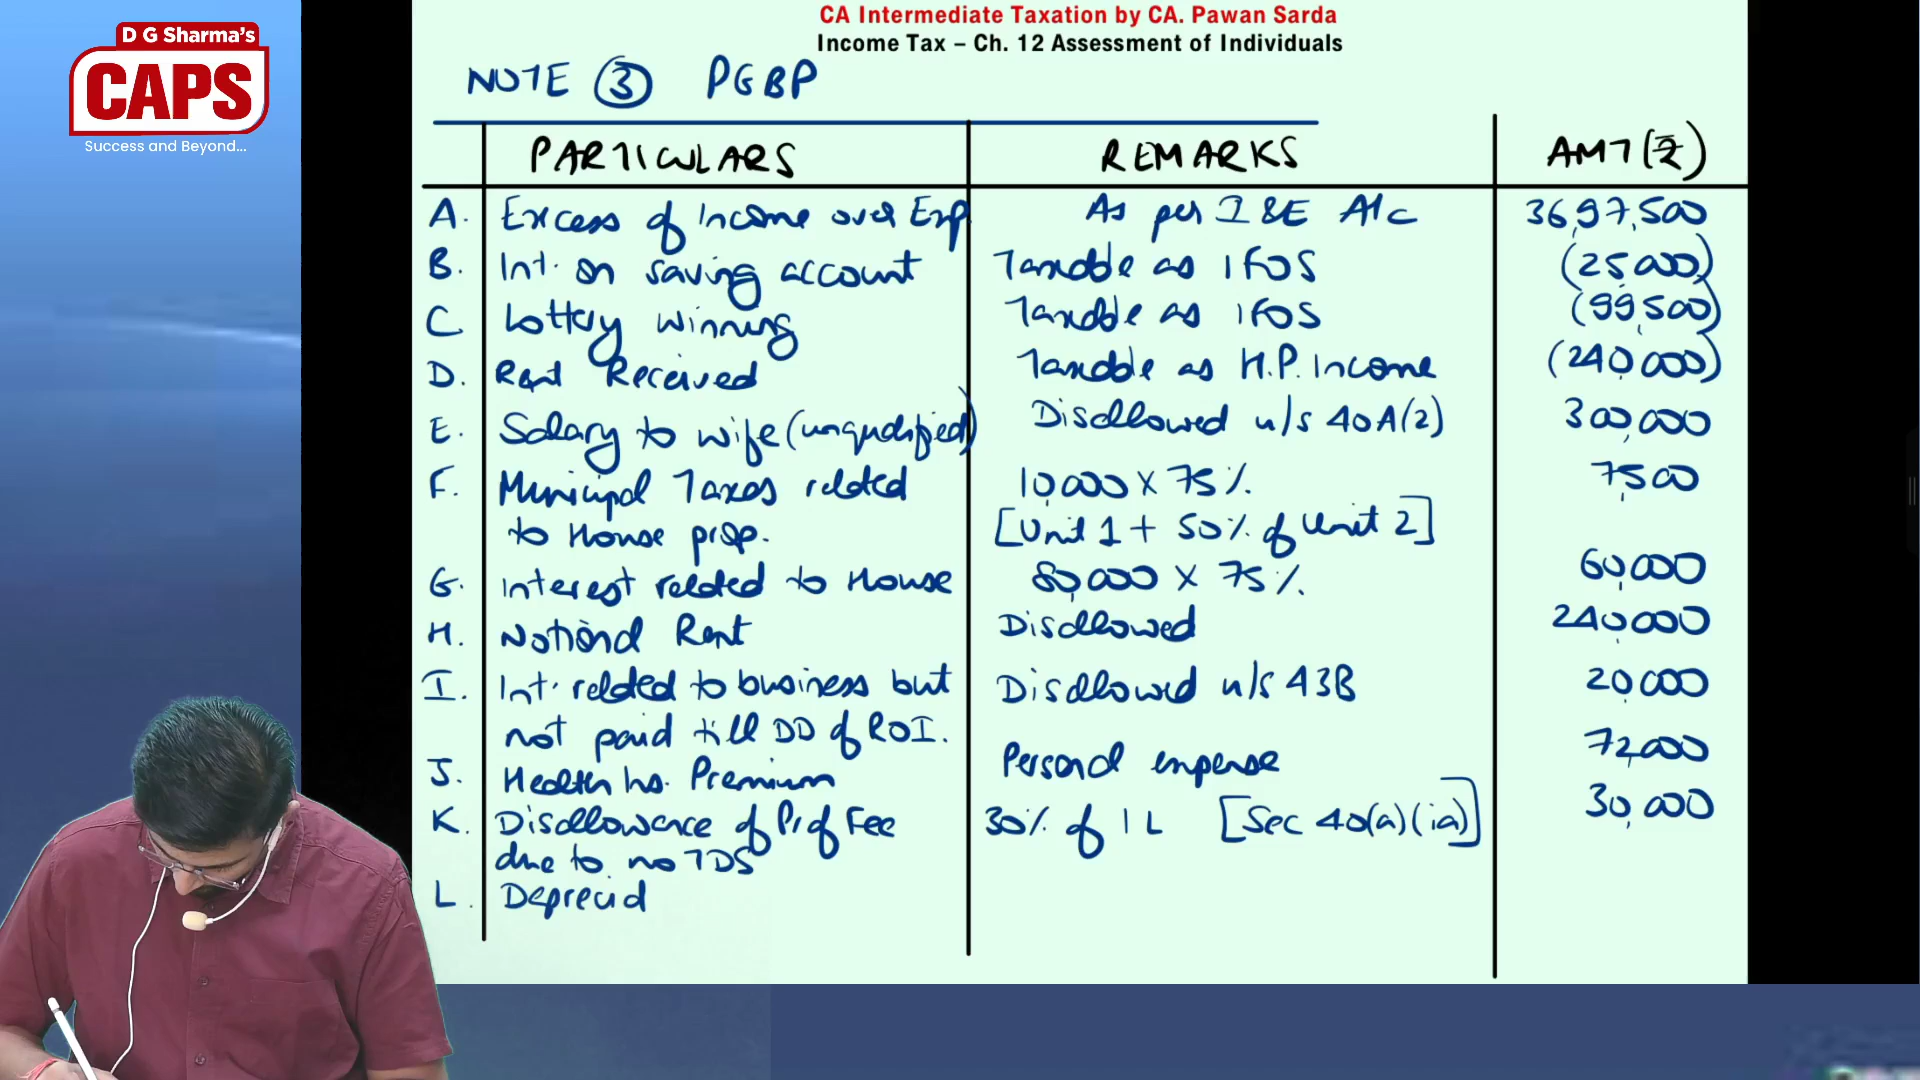 D G Sharma's
CAPS
Success and Beyond...
CA Intermediate Taxation by CA. Pawan Sarda
Income Tax – Ch. 12 Assessment of Individuals
NOTE 3 PGBP
PARTICULARS REMARKS AMT (₹)
A. Excess of Income over Exp As per I & E A/c 36,97,500
B. Int. on saving account Taxable as IFOS (25,000)
C Lottery winning Taxable as IFOS (99,500)
D. Rent Received Taxable as H.P. Income (240,000)
E. Salary to wife (unqualified) Disallowed u/s 40A(2) 300,000
F. Municipal Taxes related 10,000 X 75% 7,500
to House prop. [Unit 1 + 50% of Unit 2]
G. Interest related to House 80,000 X 75% 60,000
H. Notional Rent Disallowed 240,000
I. Int. related to business but Disallowed u/s 43B 20,000
not paid till DD of ROI.
J. Health Ins. Premium Personal expense 72,000
K. Disallowance of Prof Fee 30% of 1 L [Sec 40(a)(ia)] 30,000
due to no TDS
L. Depreciat